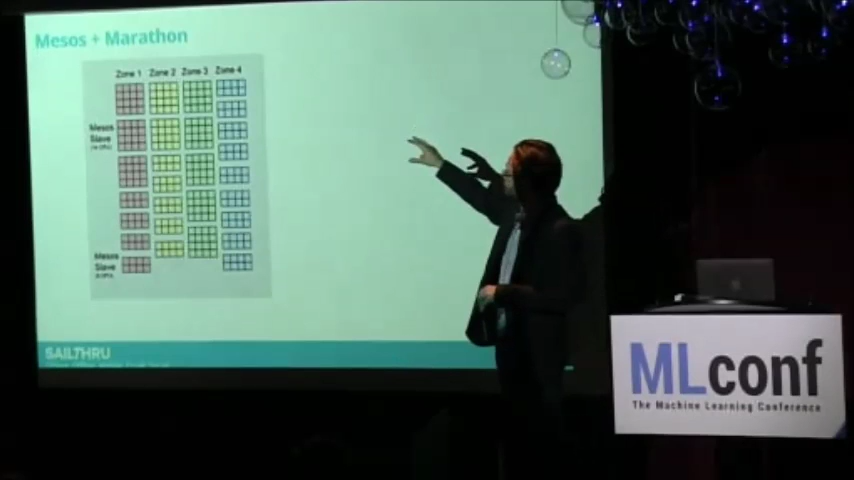 Mesos + Marathon
Zone 1 Zone 2 Zone 3 Zone 4
Mesos
Slave
Mesos
Slave
SAILTHRU
MLconf
The Machine Learning Conference